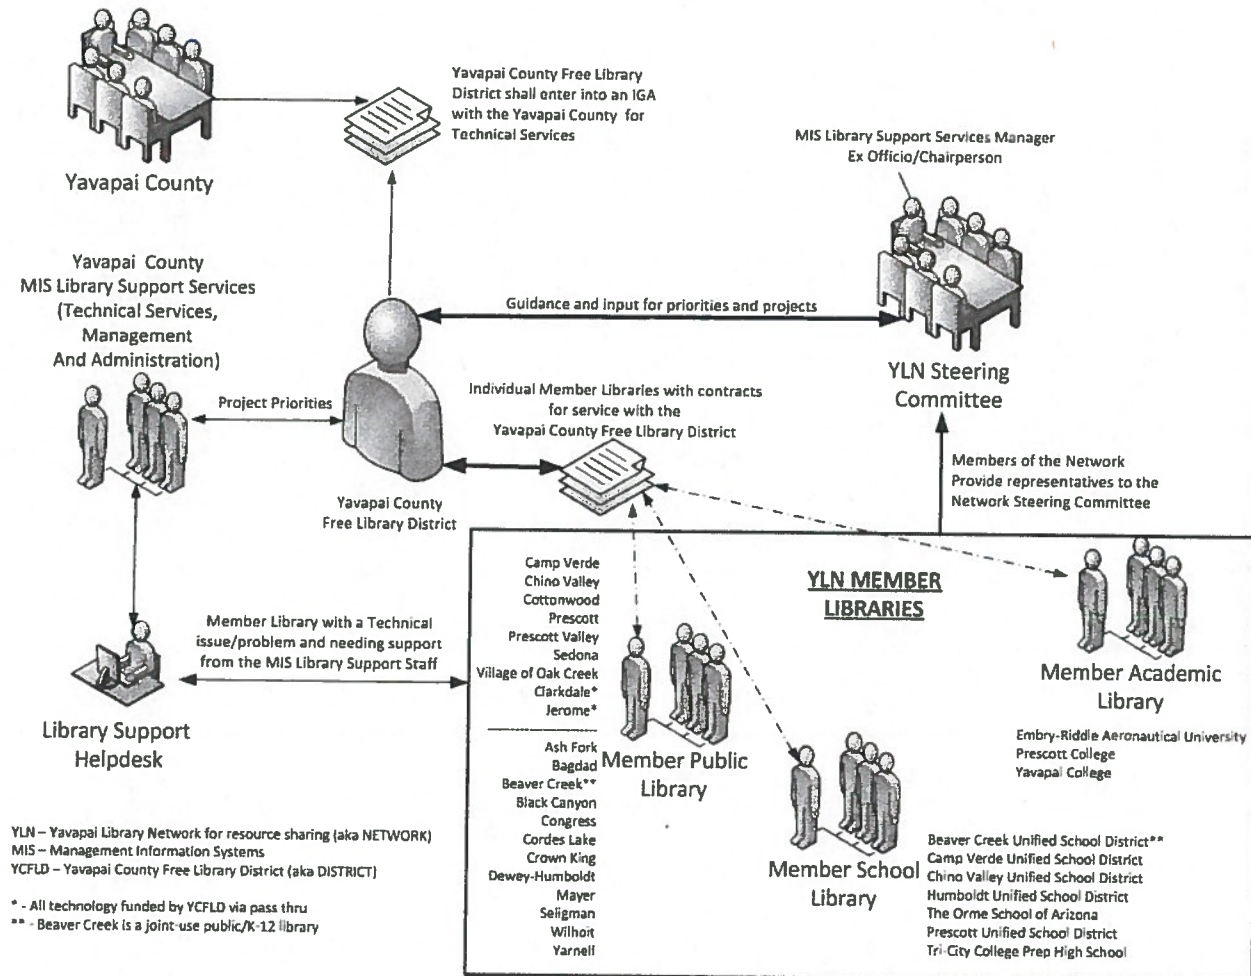 Yavapai County Free Library
District shall enter into an IGA
with the Yavapai County for
Technical Services
Yavapai County
MIS Library Support Services Manager
Ex Officio/Chairperson
Yavapai County
MIS Library Support Services
(Technical Services,
Management
And Administration)
Guidance and input for priorities and projects
YLN Steering
Committee
Project Priorities
Individual Member Libraries with contracts
for service with the
Yavapai County Free Library District
Members of the Network
Provide representatives to the
Network Steering Committee
Yavapai County
Free Library District
YLN MEMBER
LIBRARIES
Member Library with a Technical
issue/problem and needing support
from the MIS Library Support Staff
Library Support
Helpdesk
Camp Verde
Chino Valley
Cottonwood
Prescott
Prescott Valley
Sedona
Village of Oak Creek
Clarkdale*
Jerome*
Ash Fork
Bagdad
Beaver Creek**
Black Canyon
Congress
Cordes Lake
Crown King
Dewey-Humboldt
Mayer
Seligman
Wilhoit
Yarnell
Member Public
Library
Member School
Library
Member Academic
Library
Embry-Riddle Aeronautical University
Prescott College
Yavapai College
Beaver Creek Unified School District**
Camp Verde Unified School District
Chino Valley Unified School District
Humboldt Unified School District
The Orme School of Arizona
Prescott Unified School District
Tri-City College Prep High School
YLN – Yavapai Library Network for resource sharing (aka NETWORK)
MIS – Management Information Systems
YCFLD – Yavapai County Free Library District (aka DISTRICT)
* - All technology funded by YCFLD via pass thru
** - Beaver Creek is a joint-use public/K-12 library